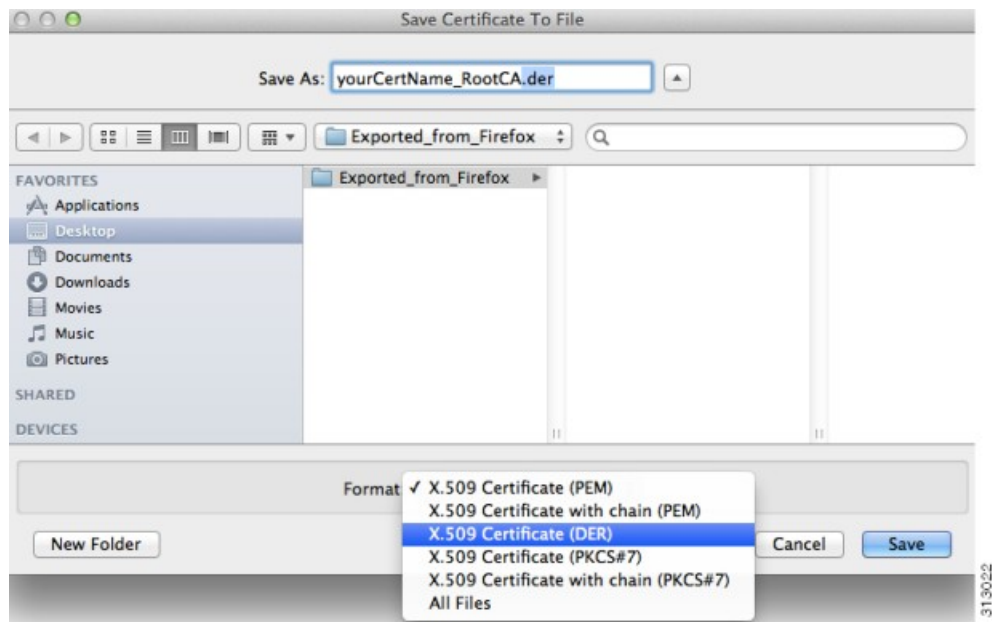 Save Certificate To File
Save As: yourCertName_RootCA.der
Exported_from_Firefox
FAVORITES
Exported_from_Firefox
Applications
Desktop
Documents
Downloads
Movies
Music
Pictures
SHARED
DEVICES
Format ✓ X.509 Certificate (PEM)
X.509 Certificate with chain (PEM)
X.509 Certificate (DER)
X.509 Certificate (PKCS#7)
X.509 Certificate with chain (PKCS#7)
All Files
New Folder
Cancel
Save
313022